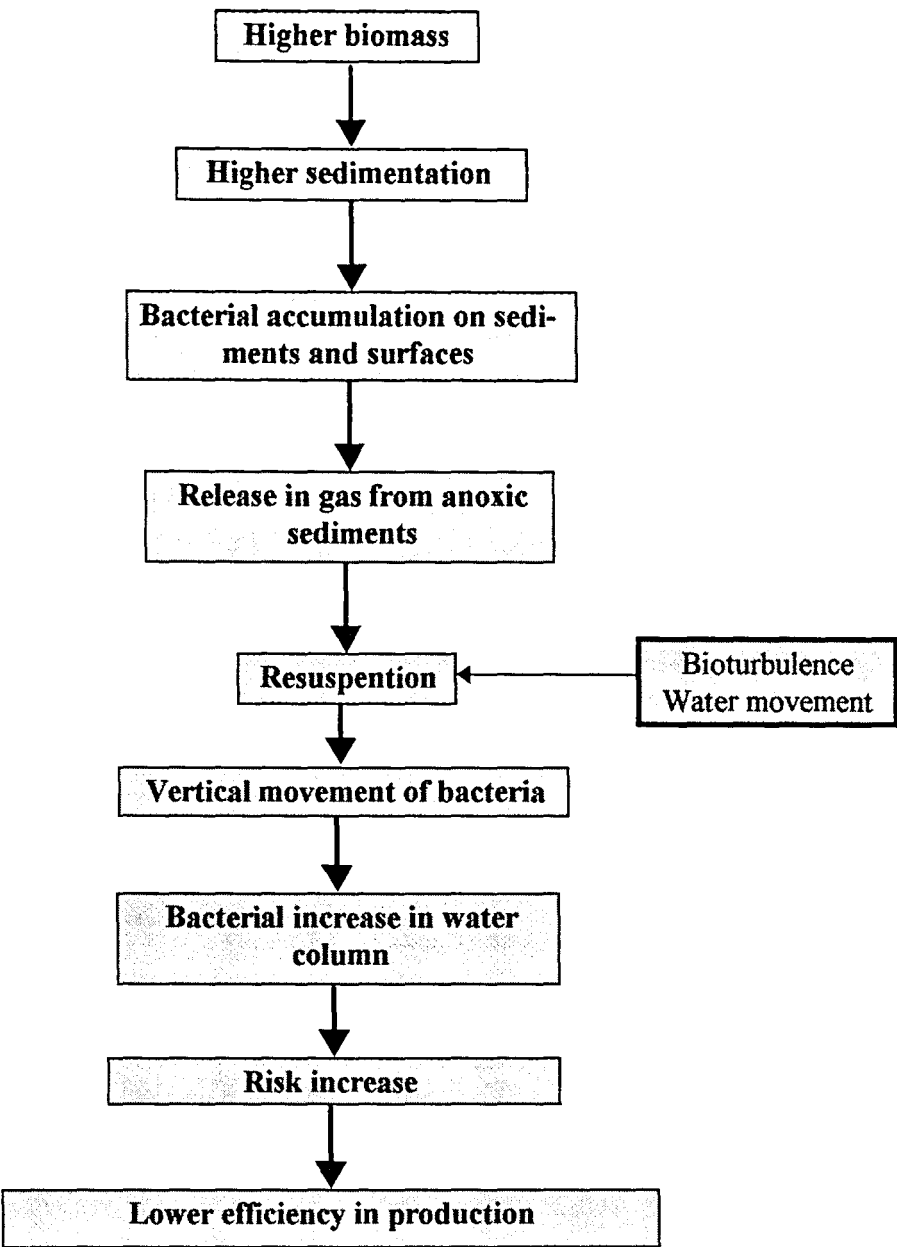 Higher biomass
Higher sedimentation
Bacterial accumulation on sedi-
ments and surfaces
Release in gas from anoxic
sediments
Resuspention
Bioturbulence
Water movement
Vertical movement of bacteria
Bacterial increase in water
column
Risk increase
Lower efficiency in production